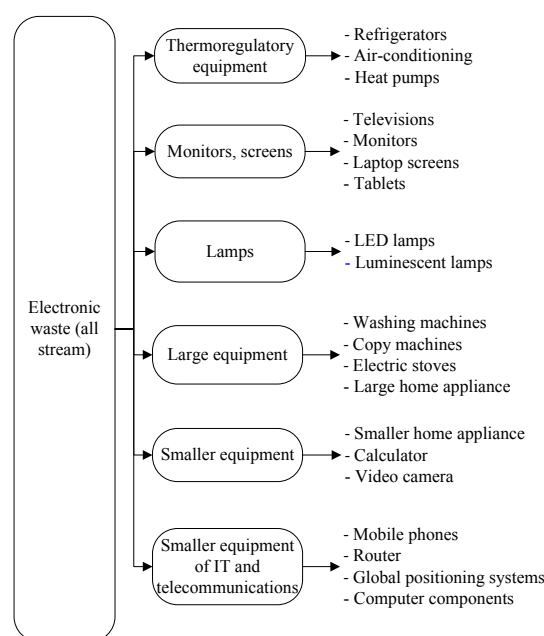 Electronic
waste (all
stream)
Thermoregulatory
equipment
- Refrigerators
- Air-conditioning
- Heat pumps
Monitors, screens
- Televisions
- Monitors
- Laptop screens
- Tablets
Lamps
- LED lamps
- Luminescent lamps
Large equipment
- Washing machines
- Copy machines
- Electric stoves
- Large home appliance
Smaller equipment
- Smaller home appliance
- Calculator
- Video camera
Smaller equipment
of IT and
telecommunications
- Mobile phones
- Router
- Global positioning systems
- Computer components